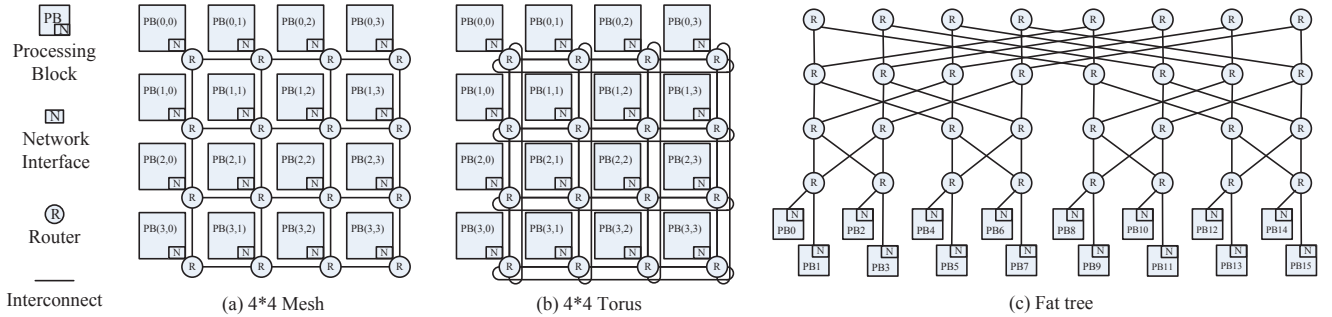 PB
N
Processing
Block
N
Network
Interface
R
Router
Interconnect
PB(0,0) PB(0,1) PB(0,2) PB(0,3)
N N N N
R R R R
PB(1,0) PB(1,1) PB(1,2) PB(1,3)
N N N N
R R R R
PB(2,0) PB(2,1) PB(2,2) PB(2,3)
N N N N
R R R R
PB(3,0) PB(3,1) PB(3,2) PB(3,3)
N N N N
R R R R
(a) 4*4 Mesh
PB(0,0) PB(0,1) PB(0,2) PB(0,3)
N N N N
R R R R
PB(1,0) PB(1,1) PB(1,2) PB(1,3)
N N N N
R R R R
PB(2,0) PB(2,1) PB(2,2) PB(2,3)
N N N N
R R R R
PB(3,0) PB(3,1) PB(3,2) PB(3,3)
N N N N
R R R R
(b) 4*4 Torus
R R R R R R R R
R R R R R R R R
R R R R R R R R
R R R R R R R R
N N N N N N N N
PB0 PB2 PB4 PB6 PB8 PB10 PB12 PB14
N N N N N N N N
PB1 PB3 PB5 PB7 PB9 PB11 PB13 PB15
(c) Fat tree